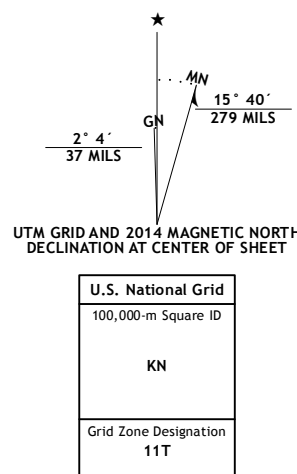 MN
GN
15° 40´
279 MILS
2° 4´
37 MILS
UTM GRID AND 2014 MAGNETIC NORTH
DECLINATION AT CENTER OF SHEET
U.S. National Grid
100,000-m Square ID
KN
Grid Zone Designation
11T